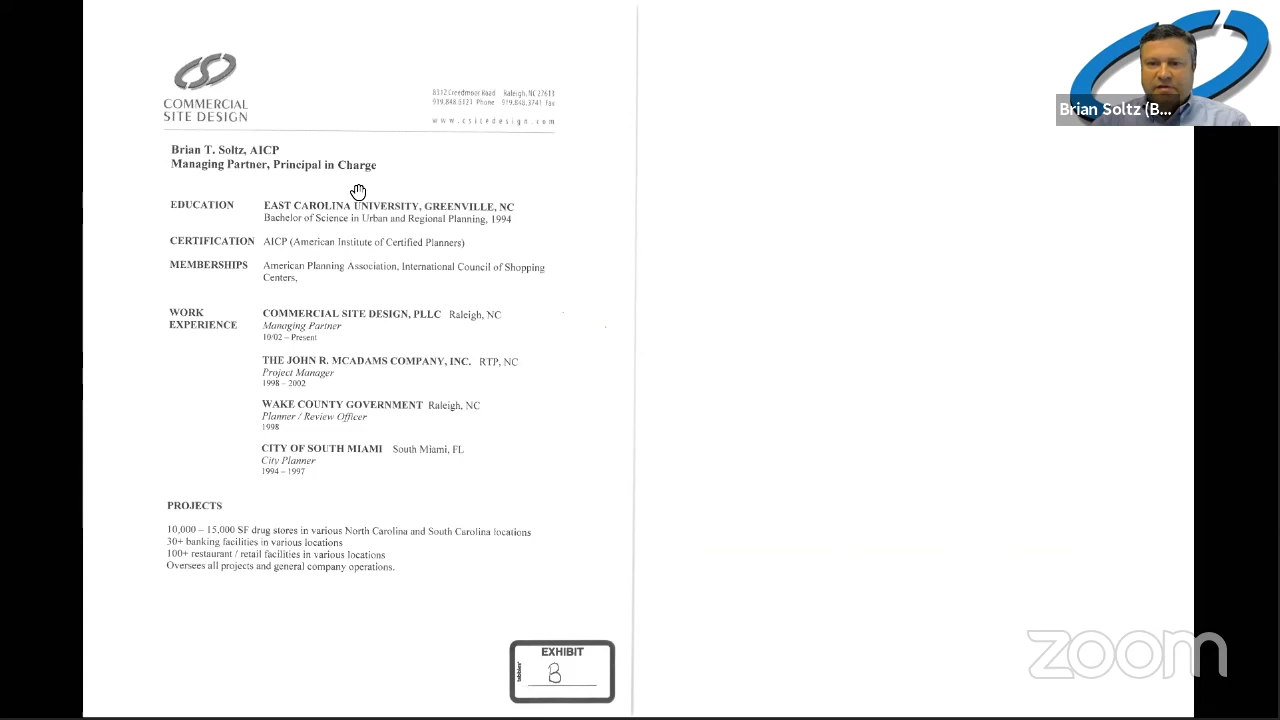 COMMERCIAL
SITE DESIGN
8312 Creedmoor Road Raleigh, NC 27613
919.848.6121 Phone 919.848.3741 Fax
www.csitedesign.com
Brian T. Soltz, AICP
Managing Partner, Principal in Charge
EDUCATION EAST CAROLINA UNIVERSITY, GREENVILLE, NC
Bachelor of Science in Urban and Regional Planning, 1994
CERTIFICATION AICP (American Institute of Certified Planners)
MEMBERSHIPS American Planning Association, International Council of Shopping
Centers,
WORK EXPERIENCE COMMERCIAL SITE DESIGN, PLLC Raleigh, NC
Managing Partner
10/02 – Present
THE JOHN R. MCADAMS COMPANY, INC. RTP, NC
Project Manager
1998 – 2002
WAKE COUNTY GOVERNMENT Raleigh, NC
Planner / Review Officer
1998
CITY OF SOUTH MIAMI South Miami, FL
City Planner
1994 – 1997
PROJECTS
10,000 – 15,000 SF drug stores in various North Carolina and South Carolina locations
30+ banking facilities in various locations
100+ restaurant / retail facilities in various locations
Oversees all projects and general company operations.
EXHIBIT
B
Brian Soltz (B...
zoom